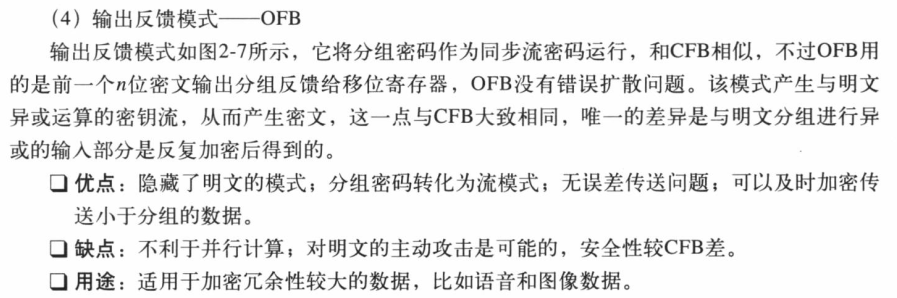 （4）输出反馈模式——OFB
输出反馈模式如图2-7所示，它将分组密码作为同步流密码运行，和CFB相似，不过OFB用
的是前一个n位密文输出分组反馈给移位寄存器，OFB没有错误扩散问题。该模式产生与明文
异或运算的密钥流，从而产生密文，这一点与CFB大致相同，唯一的差异是与明文分组进行异
或的输入部分是反复加密后得到的。
❑ 优点：隐藏了明文的模式；分组密码转化为流模式；无误差传送问题；可以及时加密传
送小于分组的数据。
❑ 缺点：不利于并行计算；对明文的主动攻击是可能的，安全性较CFB差。
❑ 用途：适用于加密冗余性较大的数据，比如语音和图像数据。